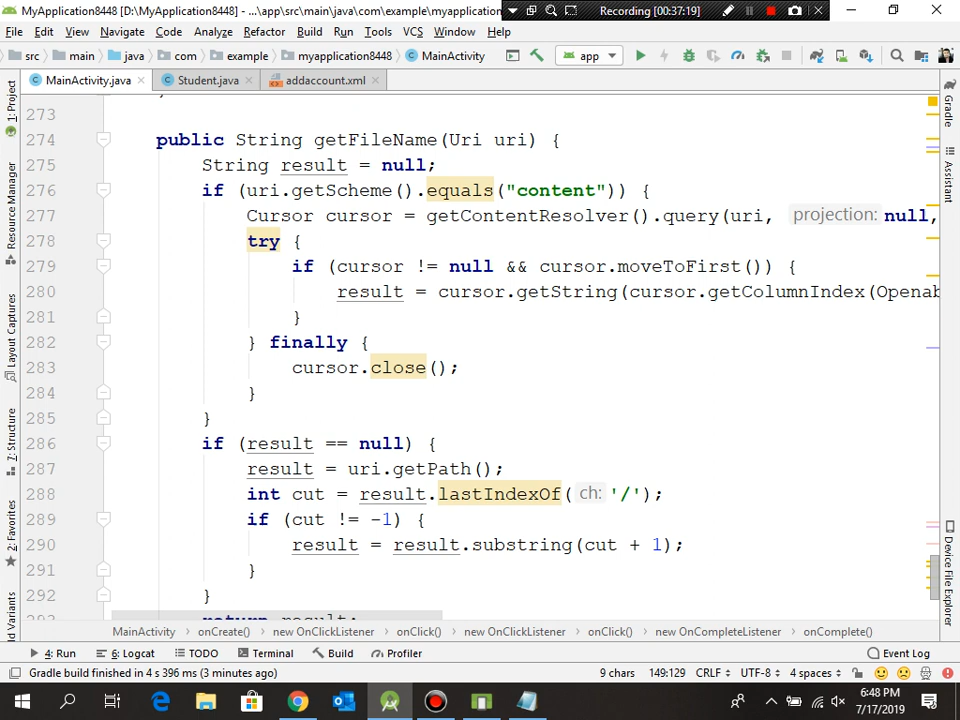 MyApplication8448 [D:\MyApplication8448] - ...\app\src\main\java\com\example\myapplication
Recording [00:37:19]
File Edit View Navigate Code Analyze Refactor Build Run Tools VCS Window Help
src main java com example myapplication8448 MainActivity app
MainActivity.java Student.java addaccount.xml
1: Project
Resource Manager
Layout Captures
7: Structure
2: Favorites
d Variants
Gradle
Assistant
Device File Explorer
273
274 public String getFileName(Uri uri) {
275 String result = null;
276 if (uri.getScheme().equals("content")) {
277 Cursor cursor = getContentResolver().query(uri, projection: null,
278 try {
279 if (cursor != null && cursor.moveToFirst()) {
280 result = cursor.getString(cursor.getColumnIndex(Openab
281 }
282 } finally {
283 cursor.close();
284 }
285 }
286 if (result == null) {
287 result = uri.getPath();
288 int cut = result.lastIndexOf( ch: '/');
289 if (cut != -1) {
290 result = result.substring(cut + 1);
291 }
292 }
293 return result;
MainActivity onCreate() new OnClickListener onClick() new OnClickListener onClick() new OnCompleteListener onComplete()
4: Run 6: Logcat TODO Terminal Build Profiler Event Log
Gradle build finished in 4 s 396 ms (3 minutes ago) 9 chars 149:129 CRLF UTF-8 4 spaces
6:48 PM
7/17/2019